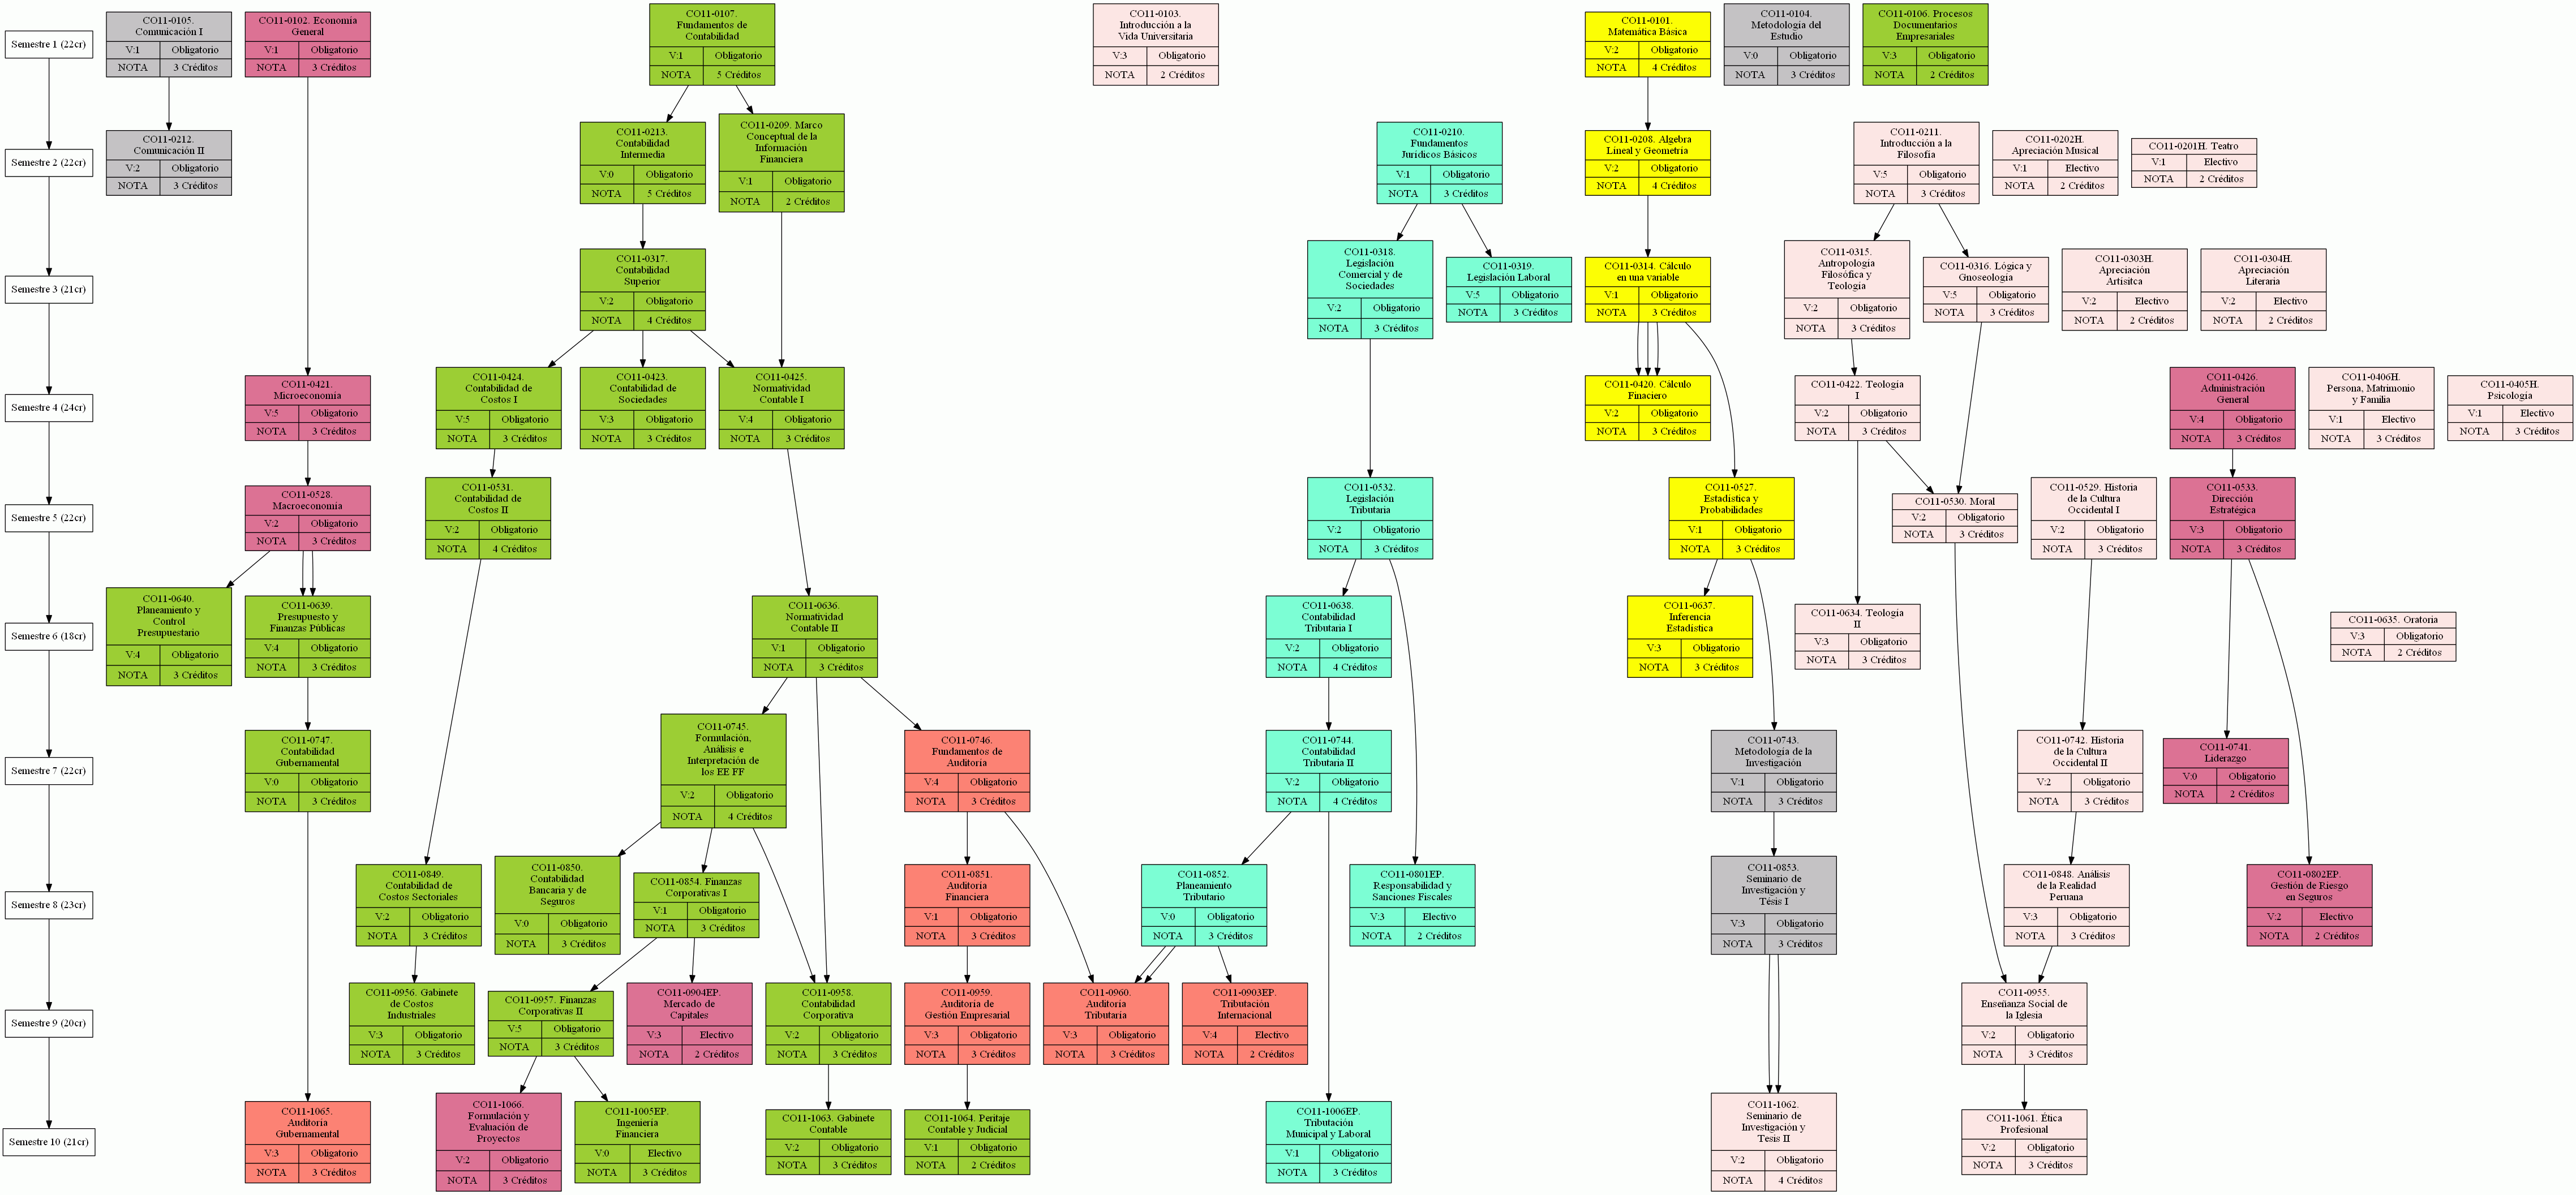 Semestre 1 (22cr)
CO11-0105.
Comunicación I
V:1 Obligatorio
NOTA 3 Créditos
CO11-0102. Economía
General
V:1 Obligatorio
NOTA 3 Créditos
CO11-0107.
Fundamentos de
Contabilidad
V:1 Obligatorio
NOTA 5 Créditos
CO11-0103.
Introducción a la
Vida Universitaria
V:3 Obligatorio
NOTA 2 Créditos
CO11-0101.
Matemática Básica
V:2 Obligatorio
NOTA 4 Créditos
CO11-0104.
Metodología del
Estudio
V:0 Obligatorio
NOTA 3 Créditos
CO11-0106. Procesos
Documentarios
Empresariales
V:3 Obligatorio
NOTA 2 Créditos
Semestre 2 (22cr)
CO11-0212.
Comunicación II
V:2 Obligatorio
NOTA 3 Créditos
CO11-0213.
Contabilidad
Intermedia
V:0 Obligatorio
NOTA 5 Créditos
CO11-0209. Marco
Conceptual de la
Información
Financiera
V:1 Obligatorio
NOTA 2 Créditos
CO11-0210.
Fundamentos
Jurídicos Básicos
V:1 Obligatorio
NOTA 3 Créditos
CO11-0208. Algebra
Lineal y Geometría
V:2 Obligatorio
NOTA 4 Créditos
CO11-0211.
Introducción a la
Filosofía
V:5 Obligatorio
NOTA 3 Créditos
CO11-0202H.
Apreciación Musical
V:1 Electivo
NOTA 2 Créditos
CO11-0201H. Teatro
V:1 Electivo
NOTA 2 Créditos
Semestre 3 (21cr)
CO11-0317.
Contabilidad
Superior
V:2 Obligatorio
NOTA 4 Créditos
CO11-0318.
Legislación
Comercial y de
Sociedades
V:2 Obligatorio
NOTA 3 Créditos
CO11-0319.
Legislación Laboral
V:5 Obligatorio
NOTA 3 Créditos
CO11-0314. Cálculo
en una variable
V:1 Obligatorio
NOTA 3 Créditos
CO11-0315.
Antropología
Filosófica y
Teología
V:2 Obligatorio
NOTA 3 Créditos
CO11-0316. Lógica y
Gnoseología
V:5 Obligatorio
NOTA 3 Créditos
CO11-0303H.
Apreciación
Artísitca
V:2 Electivo
NOTA 2 Créditos
CO11-0304H.
Apreciación
Literaria
V:2 Electivo
NOTA 2 Créditos
Semestre 4 (24cr)
CO11-0421.
Microeconomía
V:5 Obligatorio
NOTA 3 Créditos
CO11-0424.
Contabilidad de
Costos I
V:5 Obligatorio
NOTA 3 Créditos
CO11-0423.
Contabilidad de
Sociedades
V:3 Obligatorio
NOTA 3 Créditos
CO11-0425.
Normatividad
Contable I
V:4 Obligatorio
NOTA 3 Créditos
CO11-0420. Cálculo
Finaciero
V:2 Obligatorio
NOTA 3 Créditos
CO11-0422. Teología
I
V:2 Obligatorio
NOTA 3 Créditos
CO11-0426.
Administración
General
V:4 Obligatorio
NOTA 3 Créditos
CO11-0406H.
Persona, Matrimonio
y Familia
V:1 Electivo
NOTA 3 Créditos
CO11-0405H.
Psicología
V:1 Electivo
NOTA 3 Créditos
Semestre 5 (22cr)
CO11-0528.
Macroeconomía
V:2 Obligatorio
NOTA 3 Créditos
CO11-0531.
Contabilidad de
Costos II
V:2 Obligatorio
NOTA 4 Créditos
CO11-0532.
Legislación
Tributaria
V:2 Obligatorio
NOTA 3 Créditos
CO11-0527.
Estadística y
Probabilidades
V:1 Obligatorio
NOTA 3 Créditos
CO11-0530. Moral
V:2 Obligatorio
NOTA 3 Créditos
CO11-0529. Historia
de la Cultura
Occidental I
V:2 Obligatorio
NOTA 3 Créditos
CO11-0533.
Dirección
Estratégica
V:3 Obligatorio
NOTA 3 Créditos
Semestre 6 (18cr)
CO11-0640.
Planeamiento y
Control
Presupuestario
V:4 Obligatorio
NOTA 3 Créditos
CO11-0639.
Presupuesto y
Finanzas Públicas
V:4 Obligatorio
NOTA 3 Créditos
CO11-0636.
Normatividad
Contable II
V:1 Obligatorio
NOTA 3 Créditos
CO11-0638.
Contabilidad
Tributaria I
V:2 Obligatorio
NOTA 4 Créditos
CO11-0637.
Inferencia
Estadística
V:3 Obligatorio
NOTA 3 Créditos
CO11-0634. Teología
II
V:3 Obligatorio
NOTA 3 Créditos
CO11-0635. Oratoria
V:3 Obligatorio
NOTA 2 Créditos
Semestre 7 (22cr)
CO11-0747.
Contabilidad
Gubernamental
V:0 Obligatorio
NOTA 3 Créditos
CO11-0745.
Formulación,
Análisis e
Interpretación de
los EE FF
V:2 Obligatorio
NOTA 4 Créditos
CO11-0746.
Fundamentos de
Auditoría
V:4 Obligatorio
NOTA 3 Créditos
CO11-0744.
Contabilidad
Tributaria II
V:2 Obligatorio
NOTA 4 Créditos
CO11-0743.
Metodología de la
Investigación
V:1 Obligatorio
NOTA 3 Créditos
CO11-0742. Historia
de la Cultura
Occidental II
V:2 Obligatorio
NOTA 3 Créditos
CO11-0741.
Liderazgo
V:0 Obligatorio
NOTA 2 Créditos
Semestre 8 (23cr)
CO11-0849.
Contabilidad de
Costos Sectoriales
V:2 Obligatorio
NOTA 3 Créditos
CO11-0850.
Contabilidad
Bancaria y de
Seguros
V:0 Obligatorio
NOTA 3 Créditos
CO11-0854. Finanzas
Corporativas I
V:1 Obligatorio
NOTA 3 Créditos
CO11-0851.
Auditoría
Financiera
V:1 Obligatorio
NOTA 3 Créditos
CO11-0852.
Planeamiento
Tributario
V:0 Obligatorio
NOTA 3 Créditos
CO11-0801EP.
Responsabilidad y
Sanciones Fiscales
V:3 Electivo
NOTA 2 Créditos
CO11-0853.
Seminario de
Investigación y
Tésis I
V:3 Obligatorio
NOTA 3 Créditos
CO11-0848. Análisis
de la Realidad
Peruana
V:3 Obligatorio
NOTA 3 Créditos
CO11-0802EP.
Gestión de Riesgo
en Seguros
V:2 Electivo
NOTA 2 Créditos
Semestre 9 (20cr)
CO11-0956. Gabinete
de Costos
Industriales
V:3 Obligatorio
NOTA 3 Créditos
CO11-0957. Finanzas
Corporativas II
V:5 Obligatorio
NOTA 3 Créditos
CO11-0904EP.
Mercado de
Capitales
V:3 Electivo
NOTA 2 Créditos
CO11-0958.
Contabilidad
Corporativa
V:2 Obligatorio
NOTA 3 Créditos
CO11-0959.
Auditoría de
Gestión Empresarial
V:3 Obligatorio
NOTA 3 Créditos
CO11-0960.
Auditoría
Tributaria
V:3 Obligatorio
NOTA 3 Créditos
CO11-0903EP.
Tributación
Internacional
V:4 Electivo
NOTA 2 Créditos
CO11-0955.
Enseñanza Social de
la Iglesia
V:2 Obligatorio
NOTA 3 Créditos
Semestre 10 (21cr)
CO11-1065.
Auditoría
Gubernamental
V:3 Obligatorio
NOTA 3 Créditos
CO11-1066.
Formulación y
Evaluación de
Proyectos
V:2 Obligatorio
NOTA 3 Créditos
CO11-1005EP.
Ingeniería
Financiera
V:0 Electivo
NOTA 3 Créditos
CO11-1063. Gabinete
Contable
V:2 Obligatorio
NOTA 3 Créditos
CO11-1064. Peritaje
Contable y Judicial
V:1 Obligatorio
NOTA 2 Créditos
CO11-1006EP.
Tributación
Municipal y Laboral
V:1 Obligatorio
NOTA 3 Créditos
CO11-1062.
Seminario de
Investigación y
Tesis II
V:2 Obligatorio
NOTA 4 Créditos
CO11-1061. Ética
Profesional
V:2 Obligatorio
NOTA 3 Créditos